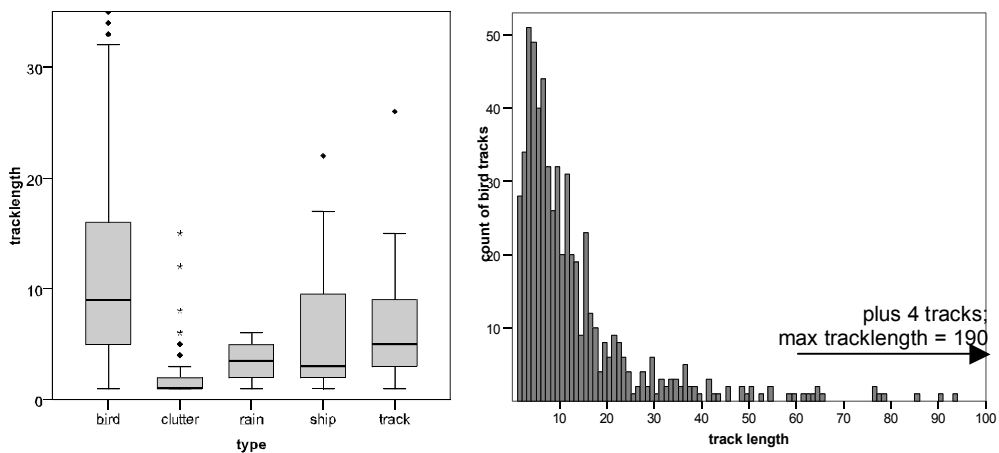 30
20
10
0
tracklength
bird clutter rain ship track
type
50
40
30
20
10
count of bird tracks
plus 4 tracks;
max tracklength = 190
10 20 30 40 50 60 70 80 90 100
track length